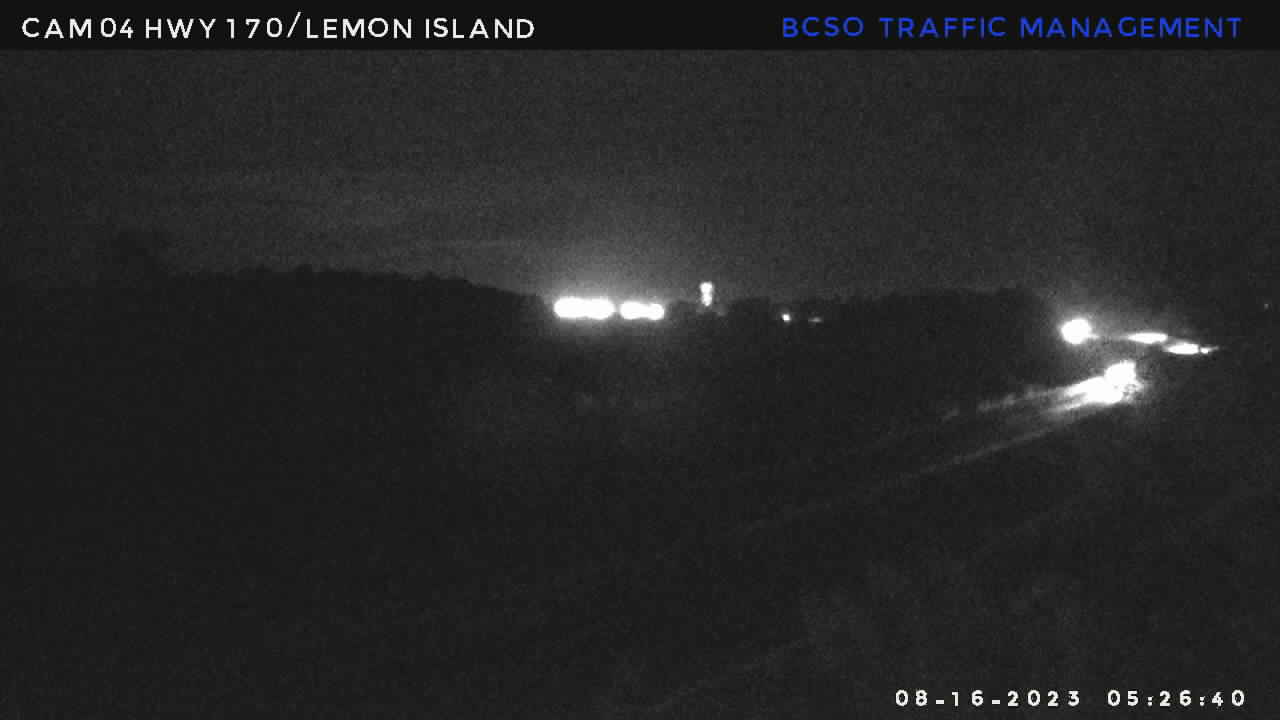 CAM 04 HWY 170/LEMON ISLAND
BCSO TRAFFIC MANAGEMENT
08-16-2023 05:26:40